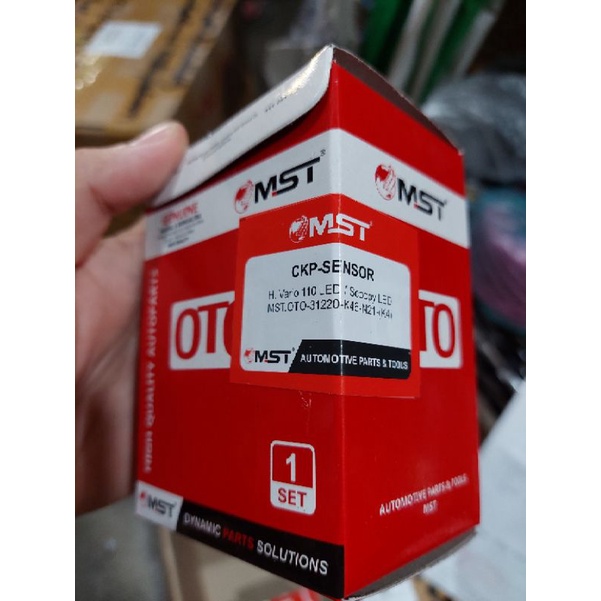 MST
MST
MST
CKP-SENSOR
H. Vario 110 LED / Scoopy LED
MST.OTO-31220-K46-N21-(K4)
MST AUTOMOTIVE PARTS & TOOLS
OTO
HIGH QUALITY AUTOPARTS
1
SET
MST
DYNAMIC PARTS SOLUTIONS
AUTOMOTIVE PARTS & TOOLS
MST